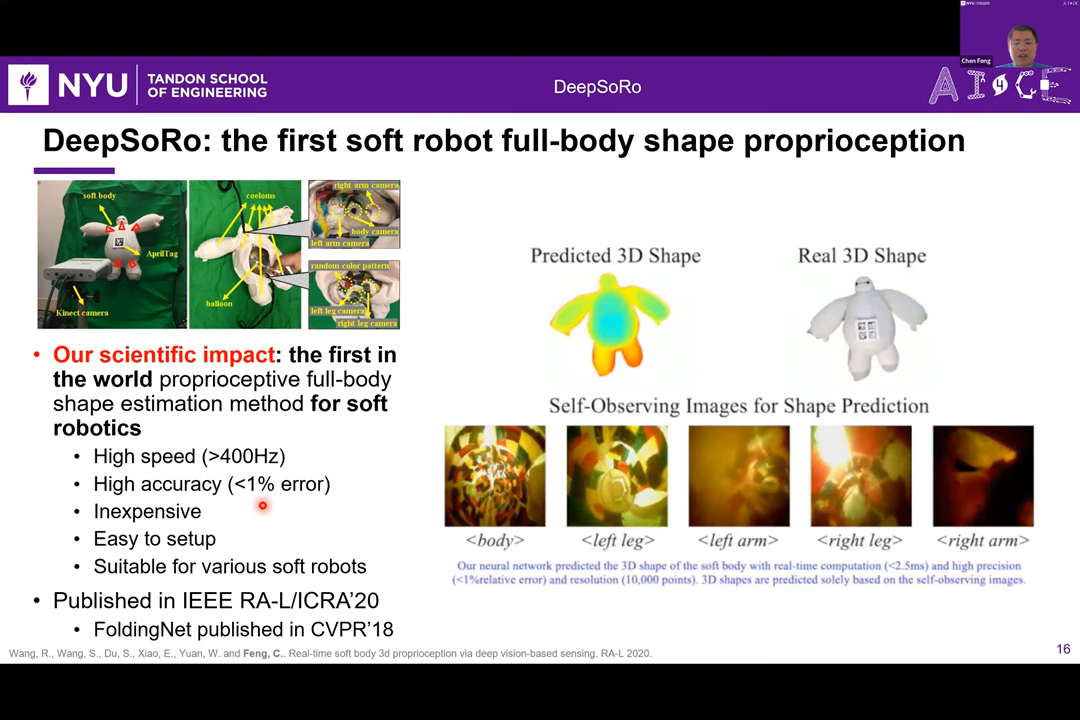 NYU
Chen Feng
NYU
TANDON SCHOOL
OF ENGINEERING
DeepSoRo
AI4CE
DeepSoRo: the first soft robot full-body shape proprioception
soft body
AprilTag
Kinect camera
coeloms
balloon
right arm camera
body camera
left arm camera
random color pattern
left leg camera
right leg camera
• Our scientific impact: the first in
the world proprioceptive full-body
shape estimation method for soft
robotics
• High speed (>400Hz)
• High accuracy (<1% error)
• Inexpensive
• Easy to setup
• Suitable for various soft robots
• Published in IEEE RA-L/ICRA’20
• FoldingNet published in CVPR’18
Predicted 3D Shape
Real 3D Shape
Self-Observing Images for Shape Prediction
<body>
<left leg>
<left arm>
<right leg>
<right arm>
Our neural network predicted the 3D shape of the soft body with real-time computation (<2.5ms) and high precision
(<1%relative error) and resolution (10,000 points). 3D shapes are predicted solely based on the self-observing images.
Wang, R., Wang, S., Du, S., Xiao, E., Yuan, W. and Feng, C.. Real-time soft body 3d proprioception via deep vision-based sensing. RA-L 2020.
16